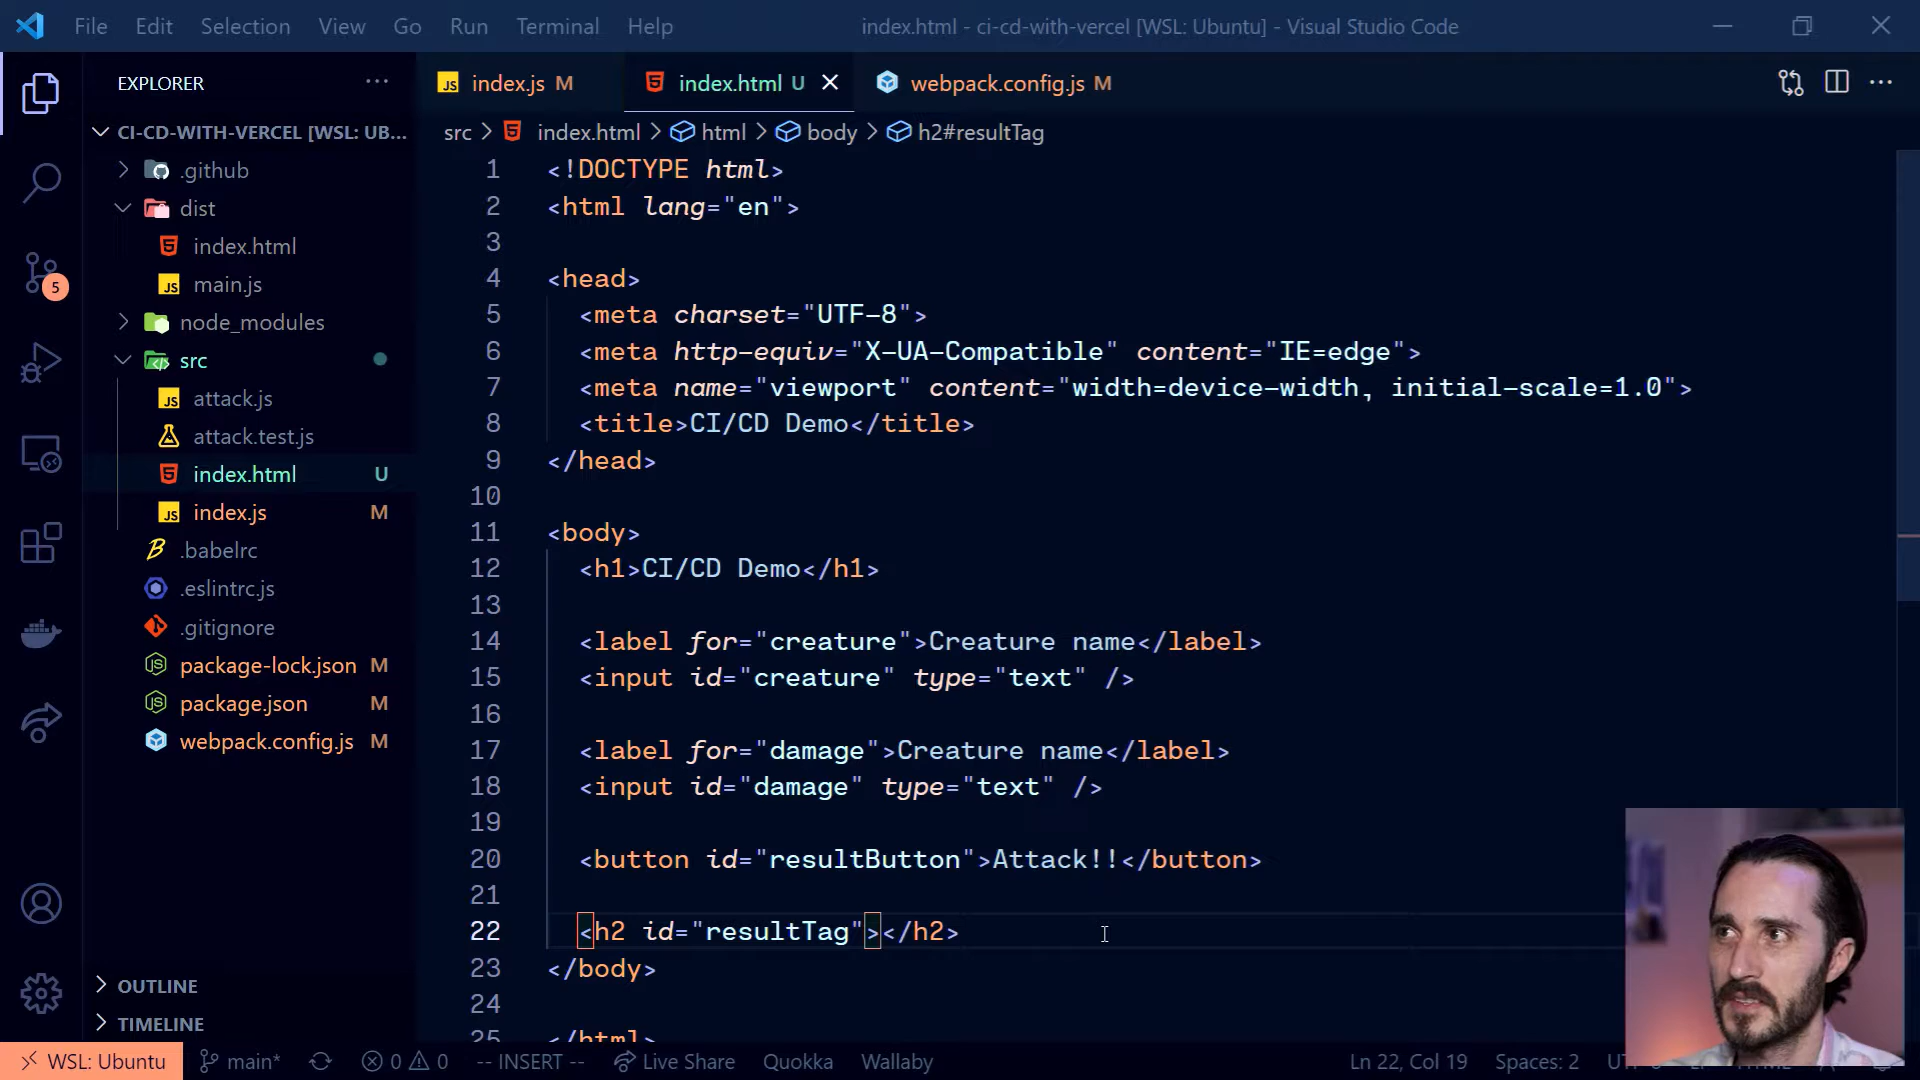 File Edit Selection View Go Run Terminal Help
index.html - ci-cd-with-vercel [WSL: Ubuntu] - Visual Studio Code
EXPLORER
CI-CD-WITH-VERCEL [WSL: UB...
.github
dist
index.html
main.js
node_modules
src
attack.js
attack.test.js
index.html U
index.js M
.babelrc
.eslintrc.js
.gitignore
package-lock.json M
package.json M
webpack.config.js M
OUTLINE
TIMELINE
5
index.js M
index.html U
webpack.config.js M
src > index.html > html > body > h2#resultTag
1 <!DOCTYPE html>
2 <html lang="en">
3
4 <head>
5 <meta charset="UTF-8">
6 <meta http-equiv="X-UA-Compatible" content="IE=edge">
7 <meta name="viewport" content="width=device-width, initial-scale=1.0">
8 <title>CI/CD Demo</title>
9 </head>
10
11 <body>
12 <h1>CI/CD Demo</h1>
13
14 <label for="creature">Creature name</label>
15 <input id="creature" type="text" />
16
17 <label for="damage">Creature name</label>
18 <input id="damage" type="text" />
19
20 <button id="resultButton">Attack!!</button>
21
22 <h2 id="resultTag"></h2>
23 </body>
24
25 </html>
WSL: Ubuntu main* 0 0 -- INSERT -- Live Share Quokka Wallaby Ln 22, Col 19 Spaces: 2